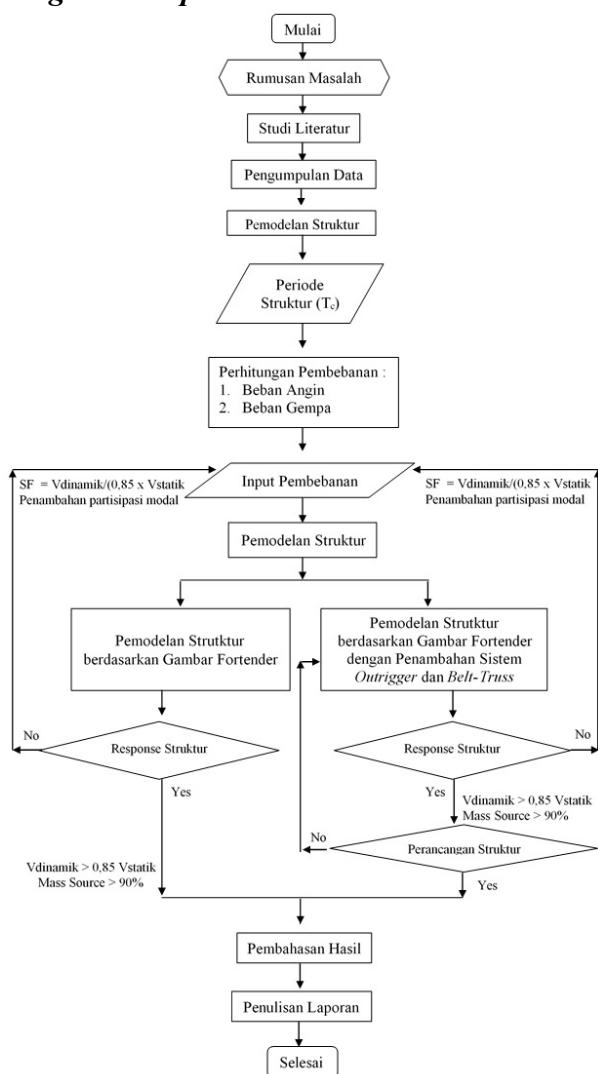 Mulai
Rumusan Masalah
Studi Literatur
Pengumpulan Data
Pemodelan Struktur
Periode
Struktur (Tc)
Perhitungan Pembebanan :
1. Beban Angin
2. Beban Gempa
SF = Vdinamik/(0,85 x Vstatik
Penambahan partisipasi modal
Input Pembebanan
SF = Vdinamik/(0,85 x Vstatik
Penambahan partisipasi modal
Pemodelan Struktur
Pemodelan Strutktur
berdasarkan Gambar Fortender
Pemodelan Strutktur
berdasarkan Gambar Fortender
dengan Penambahan Sistem
Outrigger dan Belt-Truss
No
Response Struktur
Response Struktur
No
Yes
Yes
Vdinamik > 0,85 Vstatik
Mass Source > 90%
No
Perancangan Struktur
Vdinamik > 0,85 Vstatik
Mass Source > 90%
Yes
Pembahasan Hasil
Penulisan Laporan
Selesai